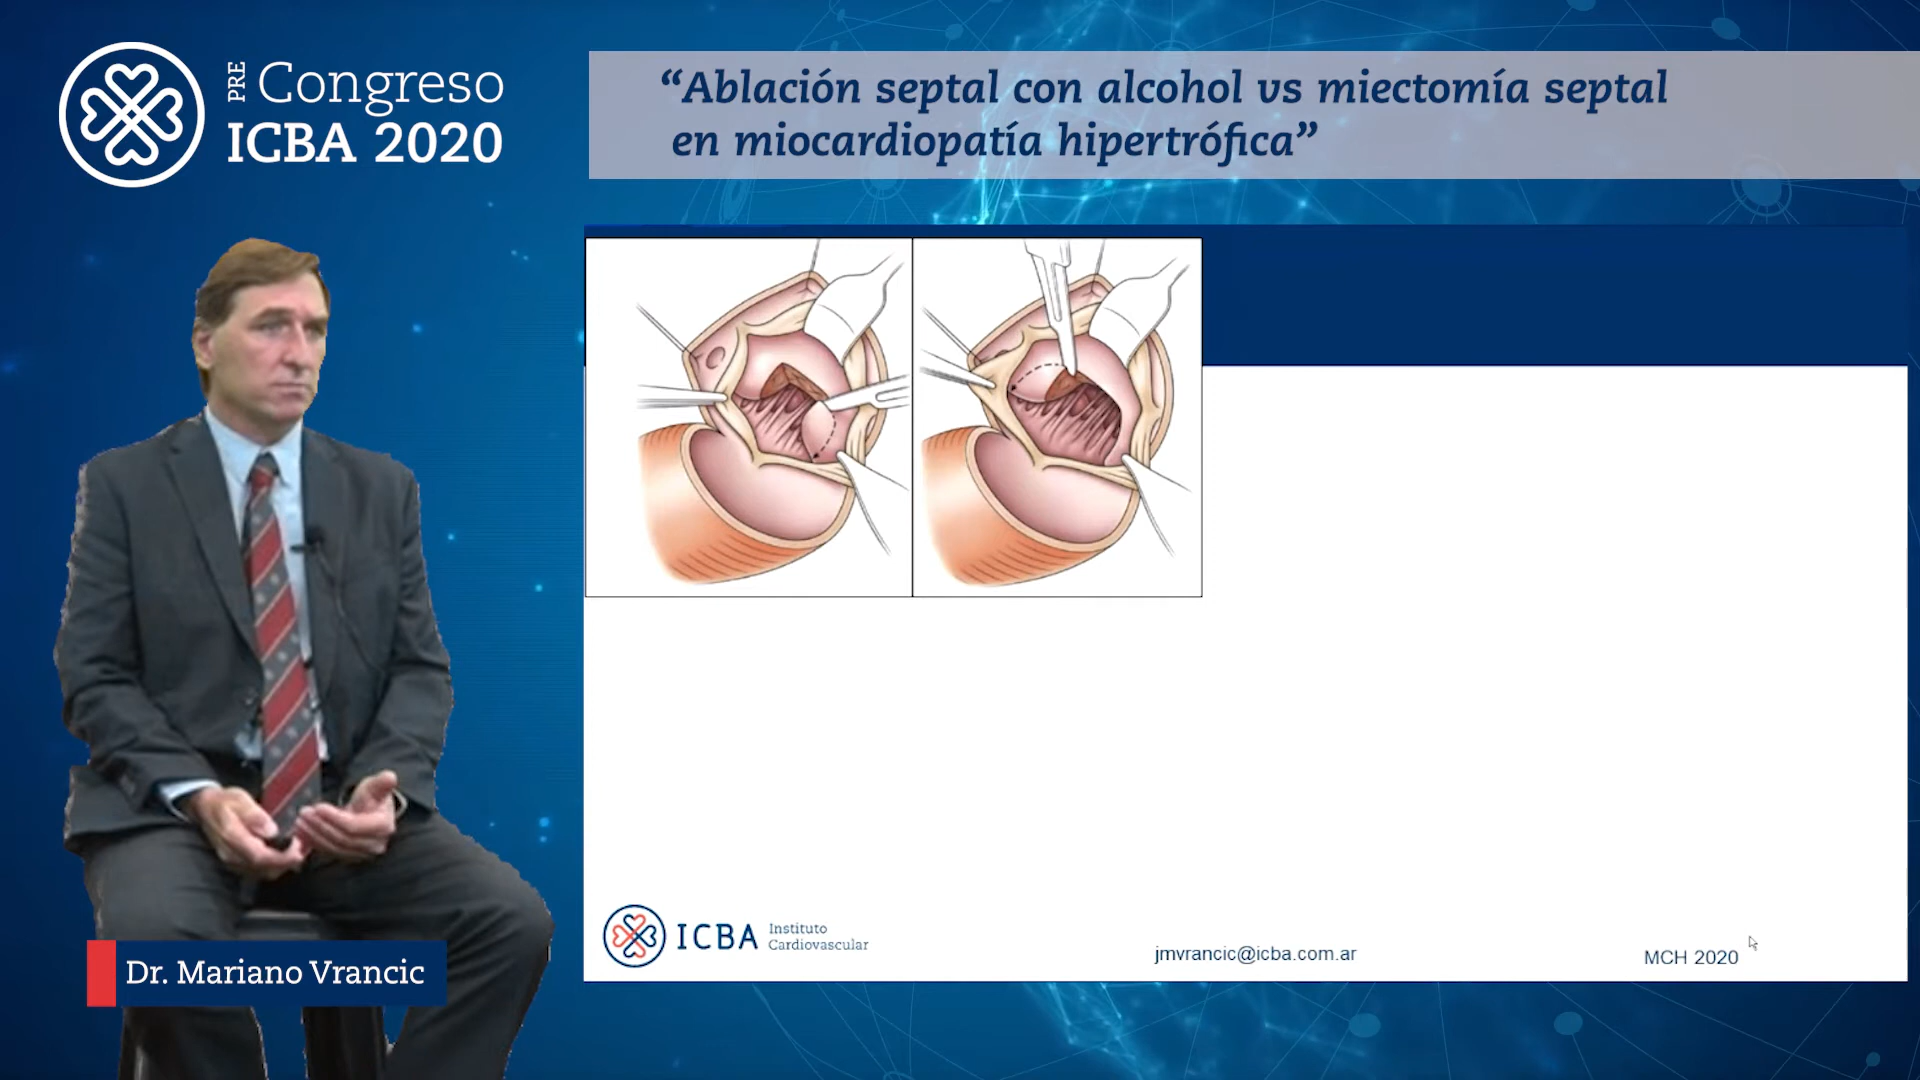 PRE
Congreso
ICBA 2020
“Ablación septal con alcohol vs miectomía septal
en miocardiopatía hipertrófica”
ICBA
Instituto
Cardiovascular
jmvrancic@icba.com.ar
MCH 2020
Dr. Mariano Vrancic